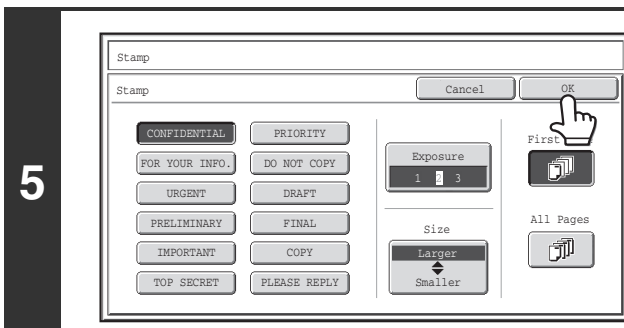 5
Stamp
Stamp
Cancel
OK
CONFIDENTIAL
PRIORITY
FOR YOUR INFO.
DO NOT COPY
URGENT
DRAFT
PRELIMINARY
FINAL
IMPORTANT
COPY
TOP SECRET
PLEASE REPLY
Exposure
1 2 3
Size
Larger
Smaller
First
All Pages